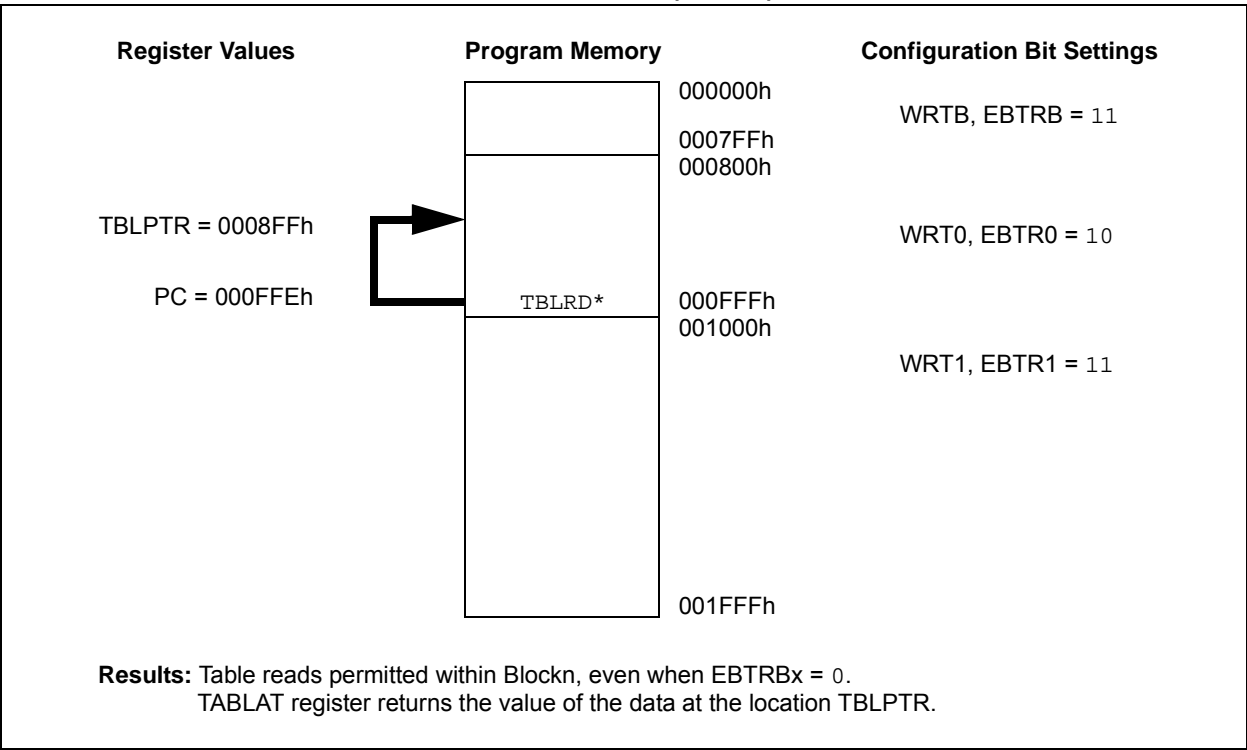 Register Values Program Memory Configuration Bit Settings
000000h
WRTB, EBTRB = 11
0007FFh
000800h
TBLPTR = 0008FFh
WRT0, EBTR0 = 10
PC = 000FFEh
TBLRD*
000FFFh
001000h
WRT1, EBTR1 = 11
001FFFh
Results: Table reads permitted within Blockn, even when EBTRBx = 0.
TABLAT register returns the value of the data at the location TBLPTR.